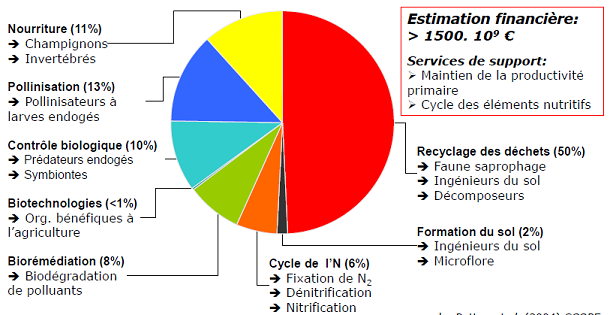 Nourriture (11%)
➔ Champignons
➔ Invertébrés
Pollinisation (13%)
➔ Pollinisateurs à
larves endogés
Contrôle biologique (10%)
➔ Prédateurs endogés
➔ Symbiontes
Biotechnologies (<1%)
➔ Org. bénéfiques à
l'agriculture
Biorémédiation (8%)
➔ Biodégradation
de polluants
Cycle de l'N (6%)
➔ Fixation de N₂
➔ Dénitrification
➔ Nitrification
Estimation financière:
> 1500. 10⁹ €
Services de support:
➢ Maintien de la productivité
primaire
➢ Cycle des éléments nutritifs
Recyclage des déchets (50%)
➔ Faune saprophage
➔ Ingénieurs du sol
➔ Décomposeurs
Formation du sol (2%)
➔ Ingénieurs du sol
➔ Microflore